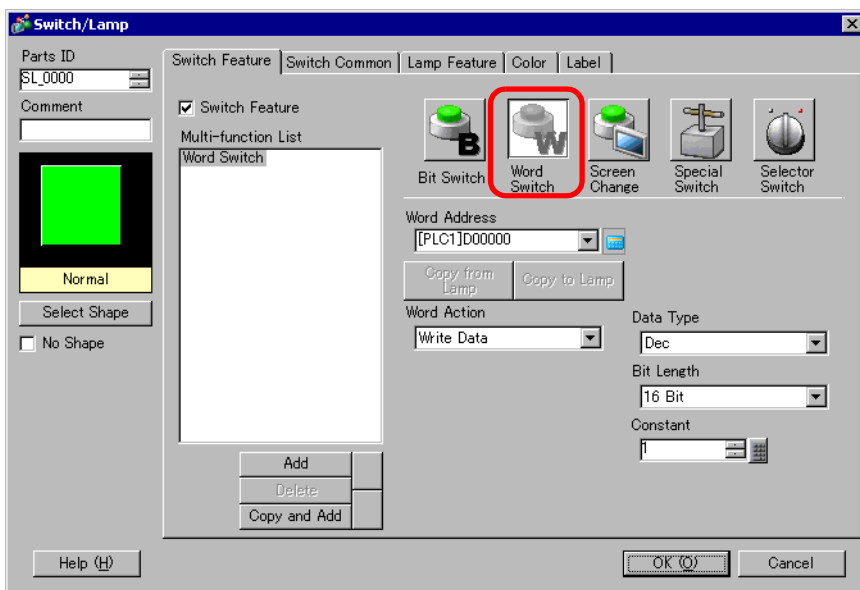 Switch/Lamp
Parts ID
SL_0000
Comment
Normal
Select Shape
No Shape
Switch Feature Switch Common Lamp Feature Color Label
Switch Feature
Multi-function List
Word Switch
Add
Delete
Copy and Add
B
Bit Switch
W
Word
Switch
Screen
Change
Special
Switch
Selector
Switch
Word Address
[PLC1]D00000
Copy from
Lamp
Copy to Lamp
Word Action
Write Data
Data Type
Dec
Bit Length
16 Bit
Constant
1
Help (H)
OK (O)
Cancel